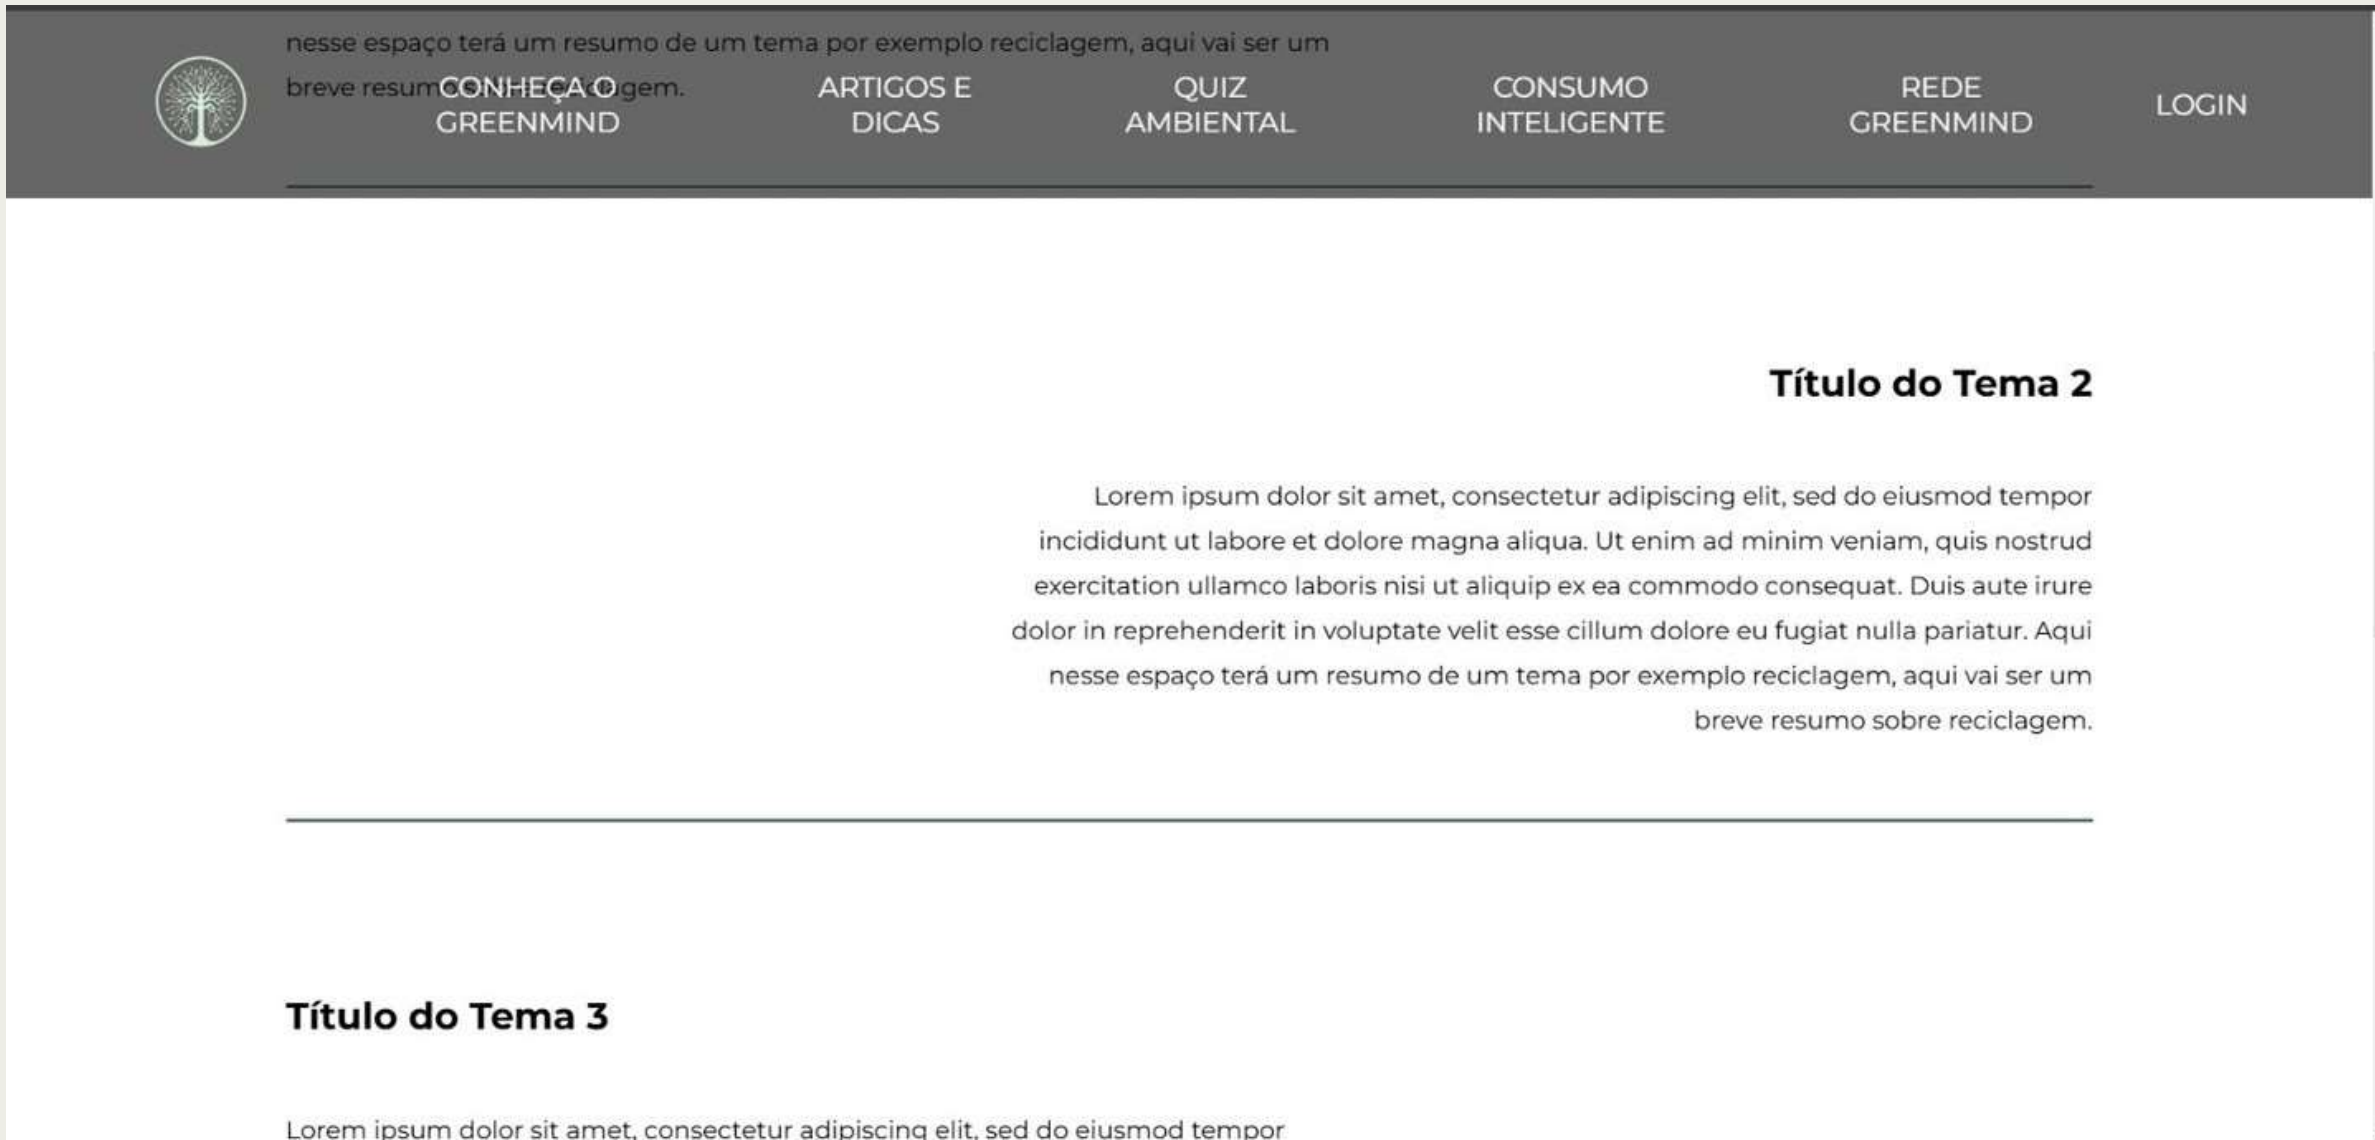 nesse espaço terá um resumo de um tema por exemplo reciclagem, aqui vai ser um
breve resumo sobre reciclagem.
CONHEÇA O
GREENMIND
ARTIGOS E
DICAS
QUIZ
AMBIENTAL
CONSUMO
INTELIGENTE
REDE
GREENMIND
LOGIN
Título do Tema 2
Lorem ipsum dolor sit amet, consectetur adipiscing elit, sed do eiusmod tempor
incididunt ut labore et dolore magna aliqua. Ut enim ad minim veniam, quis nostrud
exercitation ullamco laboris nisi ut aliquip ex ea commodo consequat. Duis aute irure
dolor in reprehenderit in voluptate velit esse cillum dolore eu fugiat nulla pariatur. Aqui
nesse espaço terá um resumo de um tema por exemplo reciclagem, aqui vai ser um
breve resumo sobre reciclagem.
Título do Tema 3
Lorem ipsum dolor sit amet, consectetur adipiscing elit, sed do eiusmod tempor